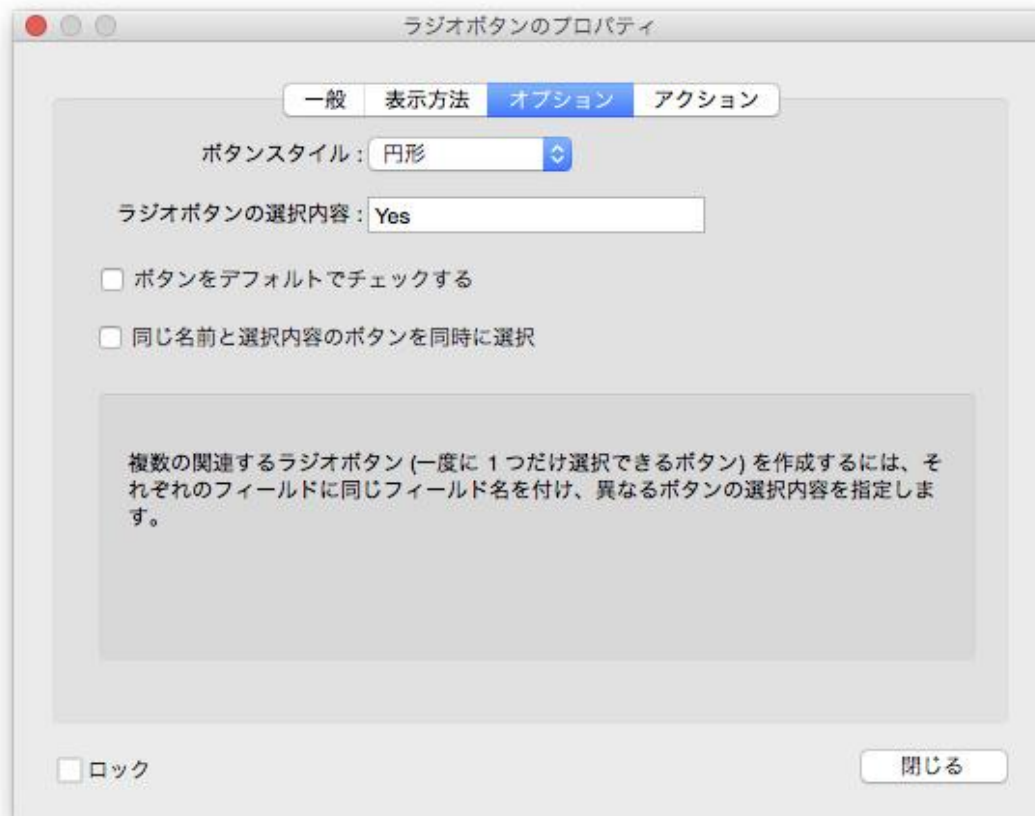 ラジオボタンのプロパティ
一般 表示方法 オプション アクション
ボタンスタイル : 円形
ラジオボタンの選択内容 : Yes
ボタンをデフォルトでチェックする
同じ名前と選択内容のボタンを同時に選択
複数の関連するラジオボタン (一度に 1 つだけ選択できるボタン) を作成するには、そ
れぞれのフィールドに同じフィールド名を付け、異なるボタンの選択内容を指定しま
す。
ロック 閉じる